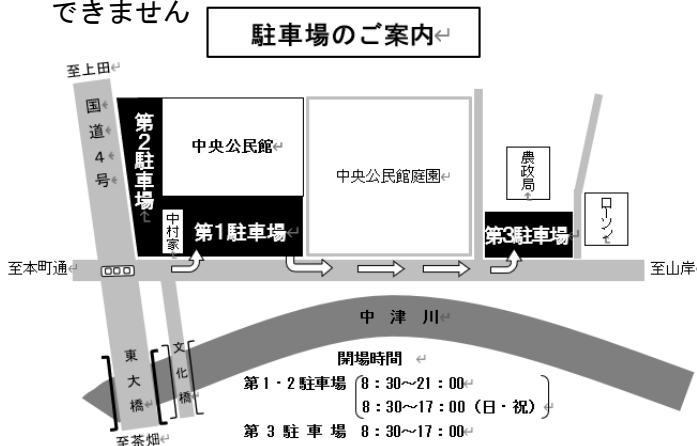 できません
駐車場のご案内
至上田
国道4号
第2駐車場
中央公民館
中村家
第1駐車場
中央公民館庭園
農政局
第3駐車場
ローソン
至本町通
至山岸
中津川
東大橋
文化橋
至茶畑
開場時間
第1・2駐車場 8:30～21:00
8:30～17:00（日・祝）
第3駐車場 8:30～17:00